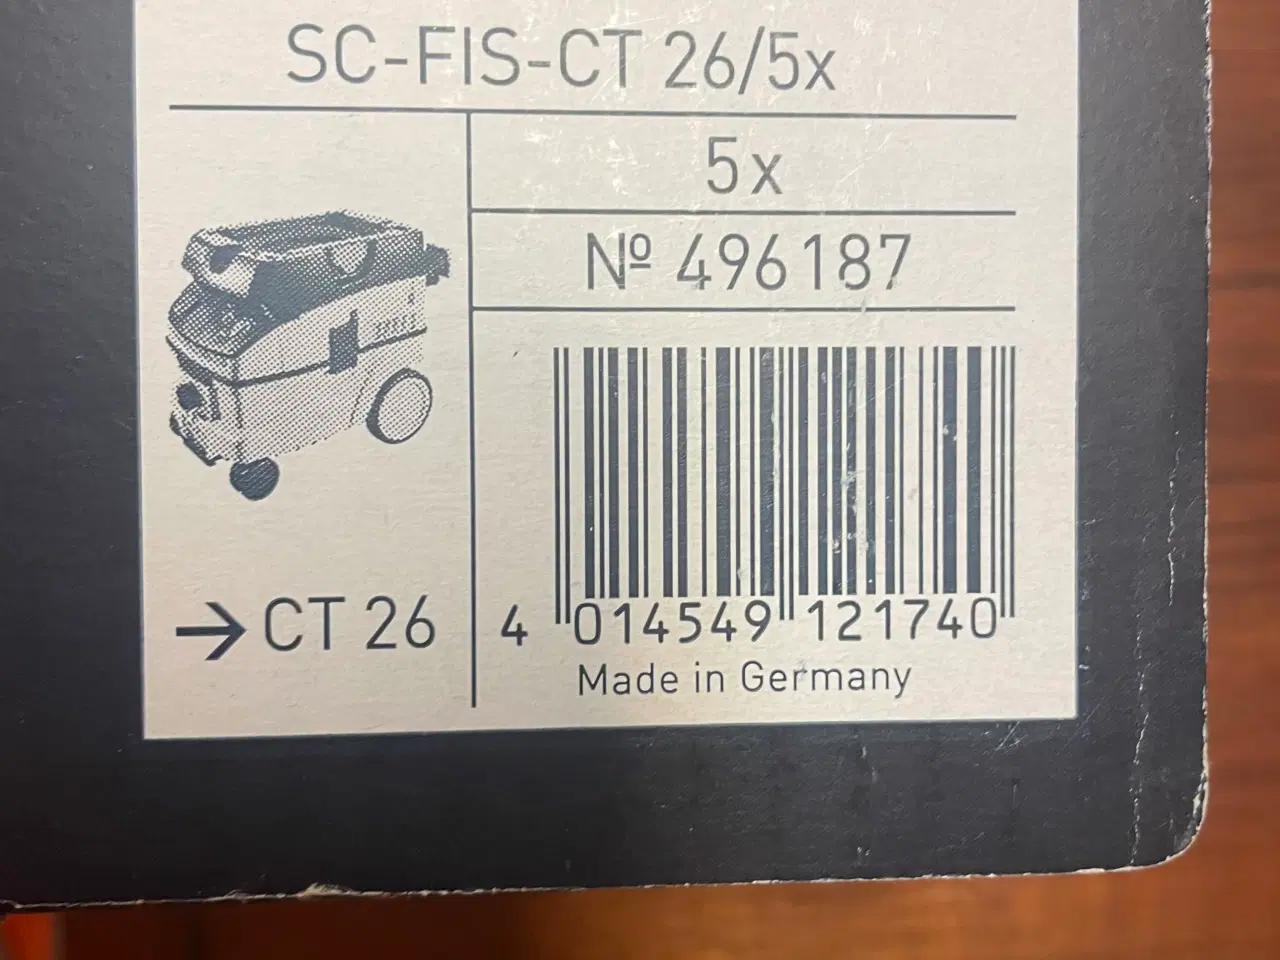 SC-FIS-CT 26/5x
5x
Nº 496187
→ CT 26
4 014549 121740
Made in Germany